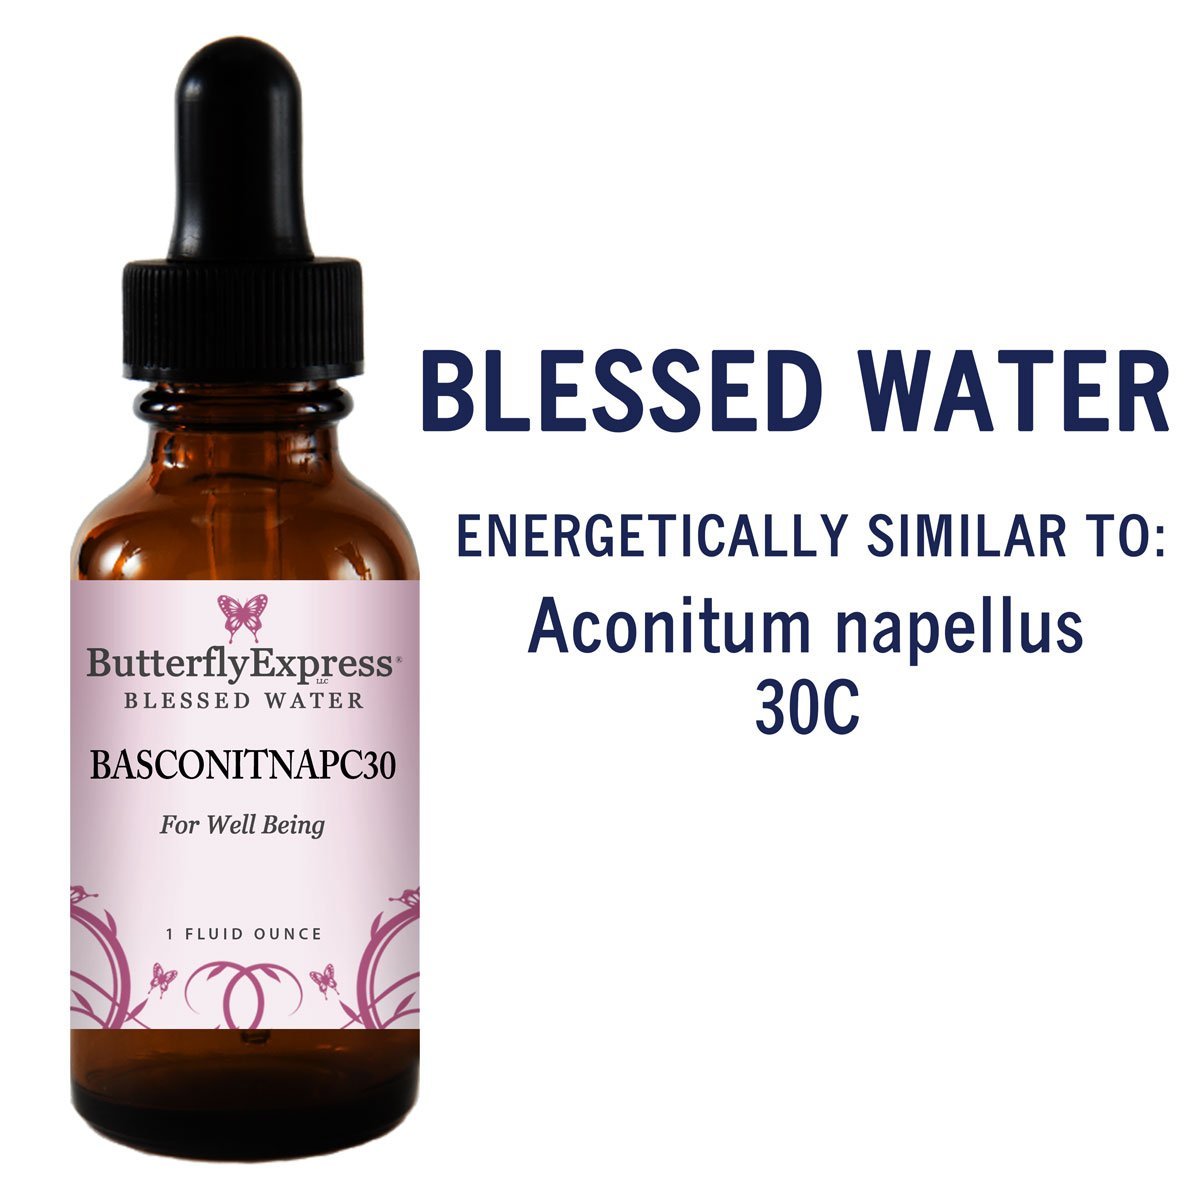 ButterflyExpress®
LLC
BLESSED WATER
BASCONITNAPC30
For Well Being
1 FLUID OUNCE
BLESSED WATER
ENERGETICALLY SIMILAR TO:
Aconitum napellus
30C